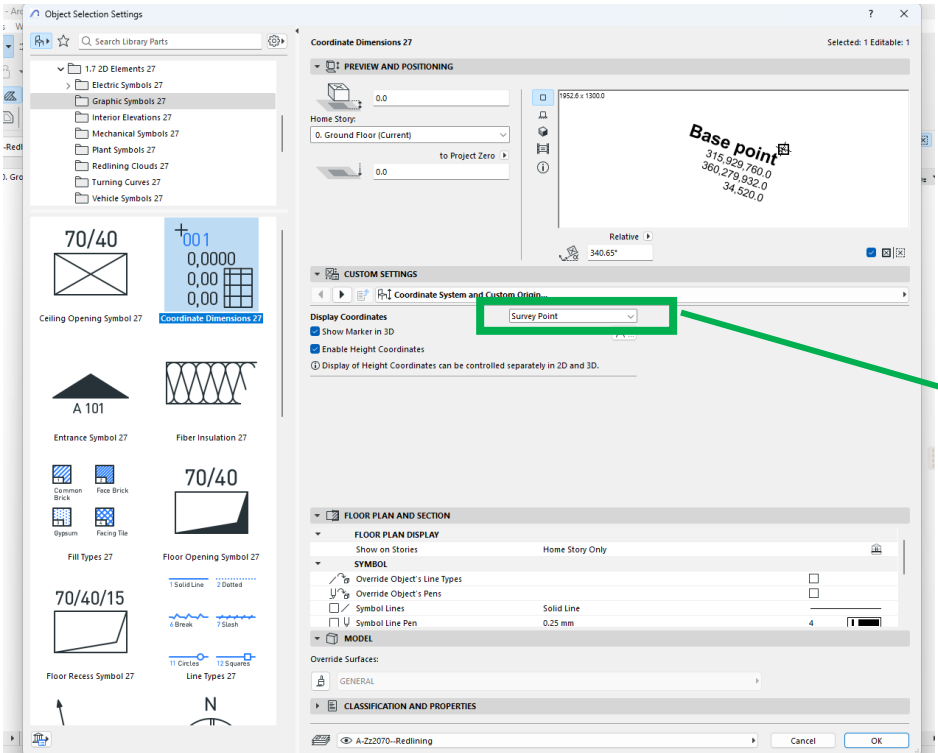 - Arc
Object Selection Settings
? ×
s W
Search Library Parts
1.7 2D Elements 27
Electric Symbols 27
Graphic Symbols 27
Interior Elevations 27
Mechanical Symbols 27
Plant Symbols 27
Redlining Clouds 27
Turning Curves 27
Vehicle Symbols 27
-Redl
0. Gro
70/40
Ceiling Opening Symbol 27
001
0,0000
0,00
0,00
Coordinate Dimensions 27
A 101
Entrance Symbol 27
Fiber Insulation 27
Common Brick
Face Brick
Gypsum
Facing Tile
Fill Types 27
70/40
Floor Opening Symbol 27
70/40/15
Floor Recess Symbol 27
1 Solid Line 2 Dotted
6 Break 7 Slash
11 Circles 12 Squares
Line Types 27
N
Coordinate Dimensions 27
Selected: 1 Editable: 1
PREVIEW AND POSITIONING
0.0
Home Story:
0. Ground Floor (Current)
to Project Zero
0.0
1952.6 x 1300.0
Base point
315,929,760.0
360,279,932.0
34,520.0
Relative
340.65°
CUSTOM SETTINGS
Coordinate System and Custom Origin...
Display Coordinates
Survey Point
Show Marker in 3D
Enable Height Coordinates
Display of Height Coordinates can be controlled separately in 2D and 3D.
FLOOR PLAN AND SECTION
FLOOR PLAN DISPLAY
Show on Stories Home Story Only
SYMBOL
Override Object's Line Types
Override Object's Pens
Symbol Lines Solid Line
Symbol Line Pen 0.25 mm 4
MODEL
Override Surfaces:
GENERAL
CLASSIFICATION AND PROPERTIES
A-Zz2070--Redlining
Cancel
OK